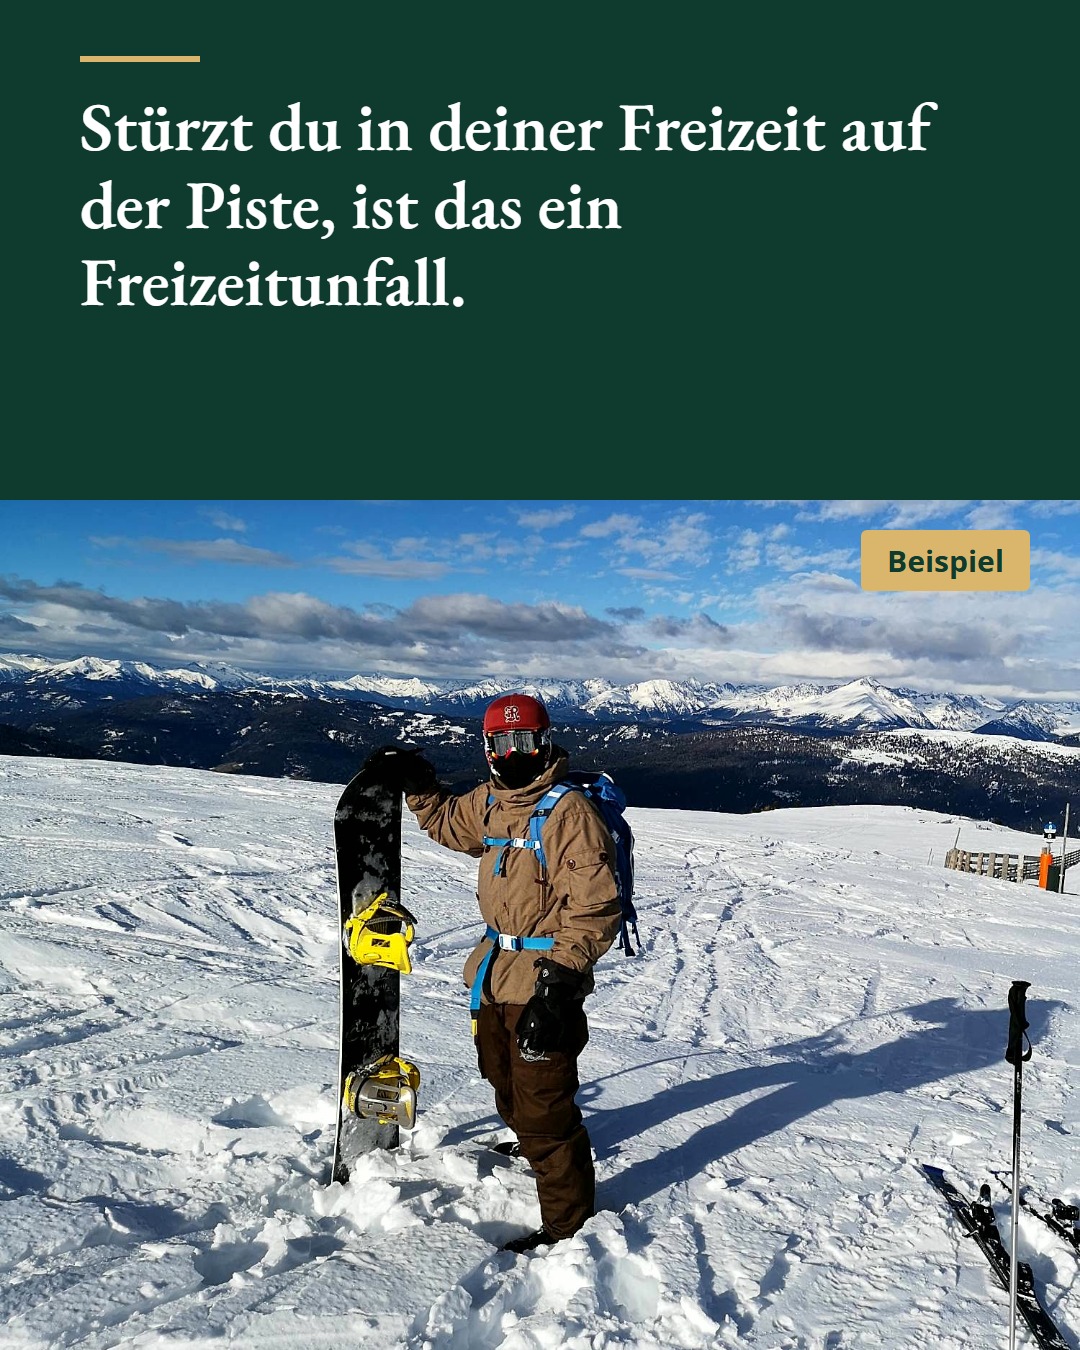 Stürzt du in deiner Freizeit auf
der Piste, ist das ein
Freizeitunfall.
Beispiel